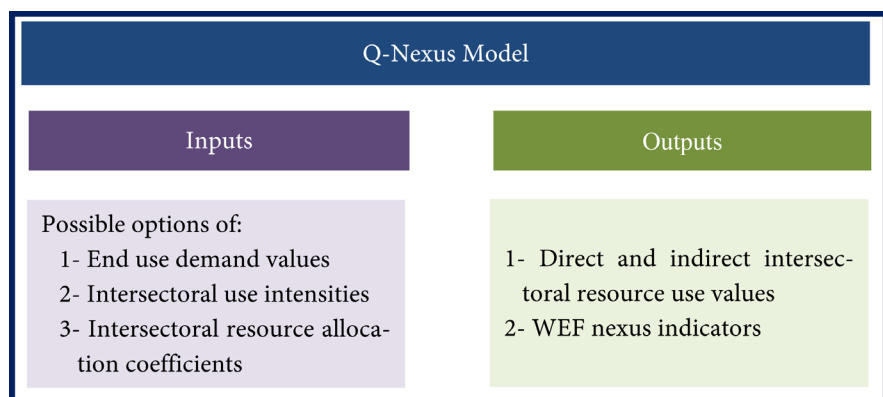 Q-Nexus Model
Inputs
Outputs
Possible options of:
1- End use demand values
2- Intersectoral use intensities
3- Intersectoral resource alloca-
tion coefficients
1- Direct and indirect intersec-
toral resource use values
2- WEF nexus indicators